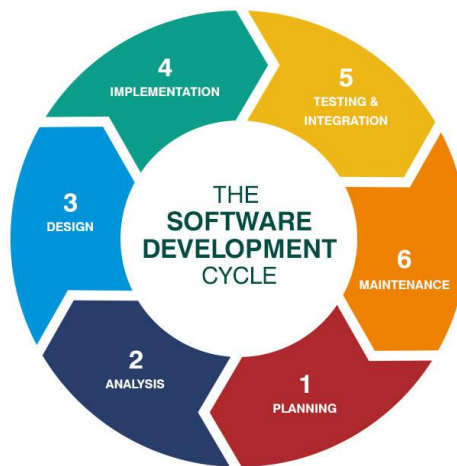 THE
SOFTWARE
DEVELOPMENT
CYCLE
1
PLANNING
2
ANALYSIS
3
DESIGN
4
IMPLEMENTATION
5
TESTING &
INTEGRATION
6
MAINTENANCE